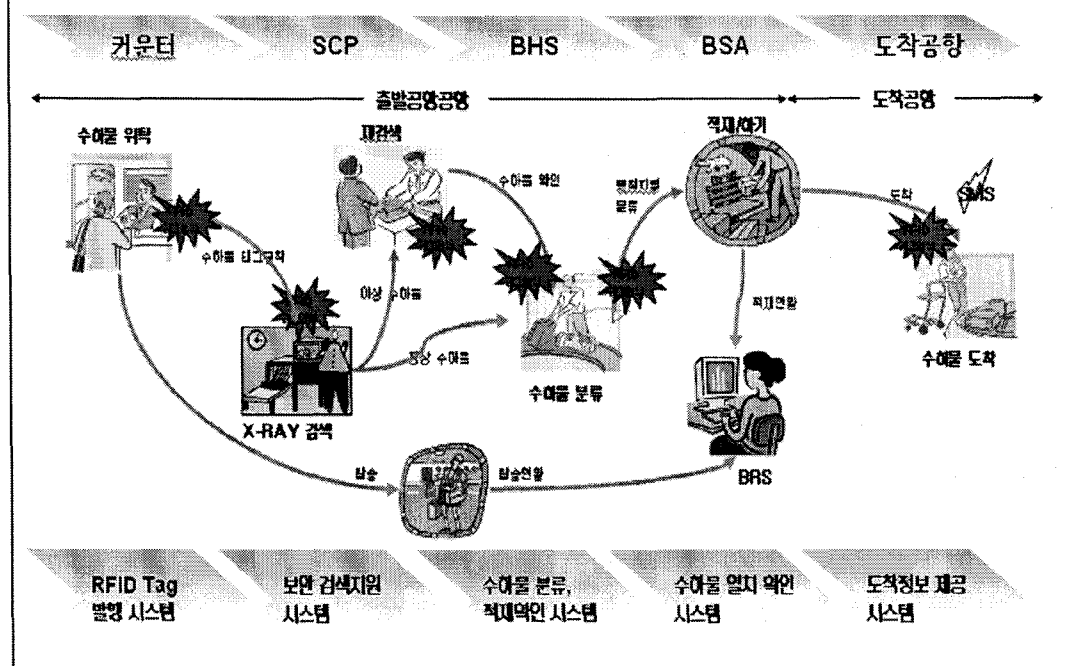 카운터
SCP
BHS
BSA
도착공항
출발공항공항
도착공항
수하물 위탁
재검색
적재/하기
수하물 확인
물류
도착
SMS
수하물 태그부착
이상 수하물
정상 수하물
적재현황
수하물 분류
수하물 도착
X-RAY 검색
BRS
탑승
탑승현황
RFID Tag
발행 시스템
보안 검색지원
시스템
수하물 분류,
적재확인 시스템
수하물 일치 확인
시스템
도착정보 제공
시스템